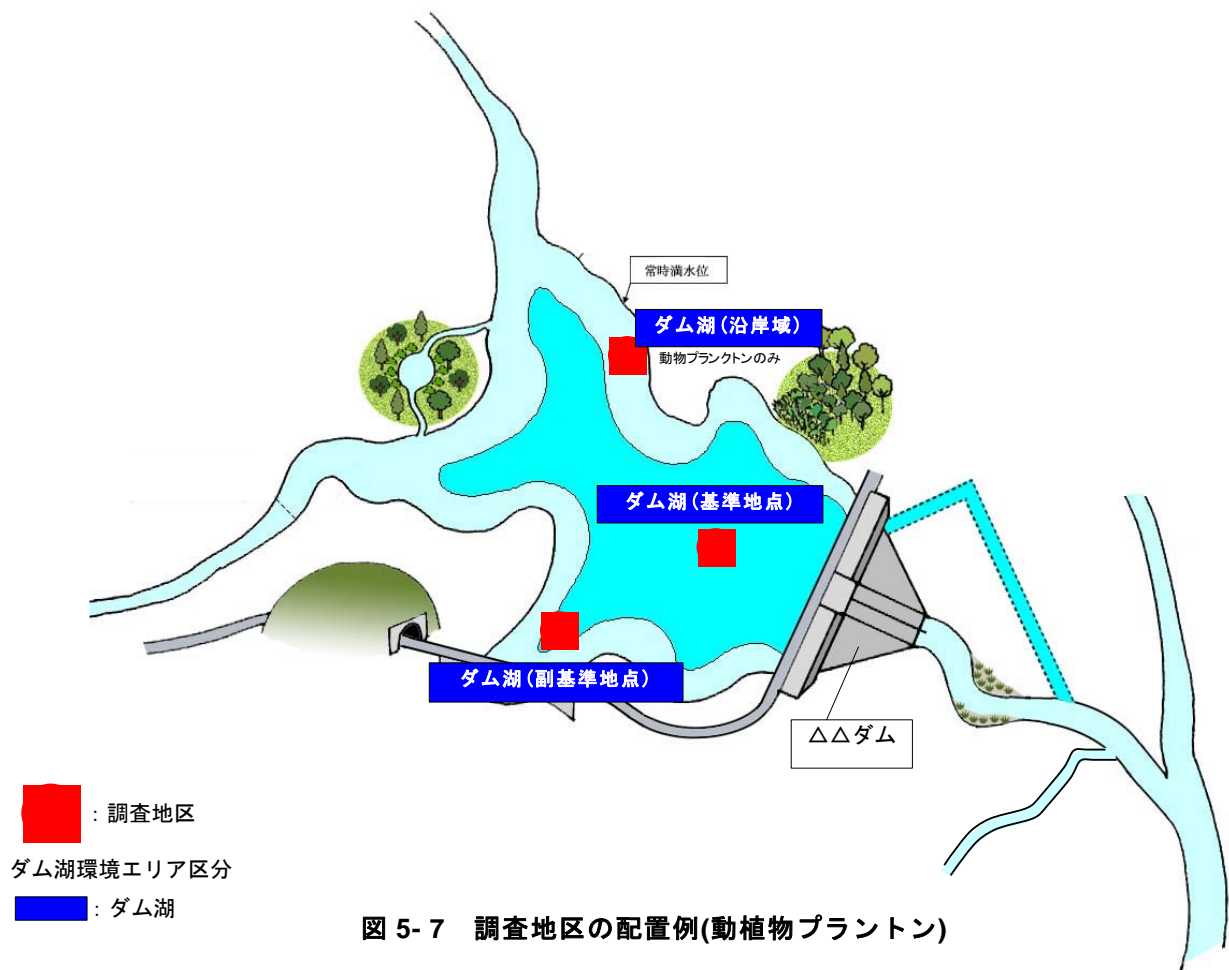 常時満水位
ダム湖(沿岸域)
動物プランクトンのみ
ダム湖(基準地点)
ダム湖(副基準地点)
△△ダム
：調査地区
ダム湖環境エリア区分
：ダム湖
図 5- 7　調査地区の配置例(動植物プラントン)